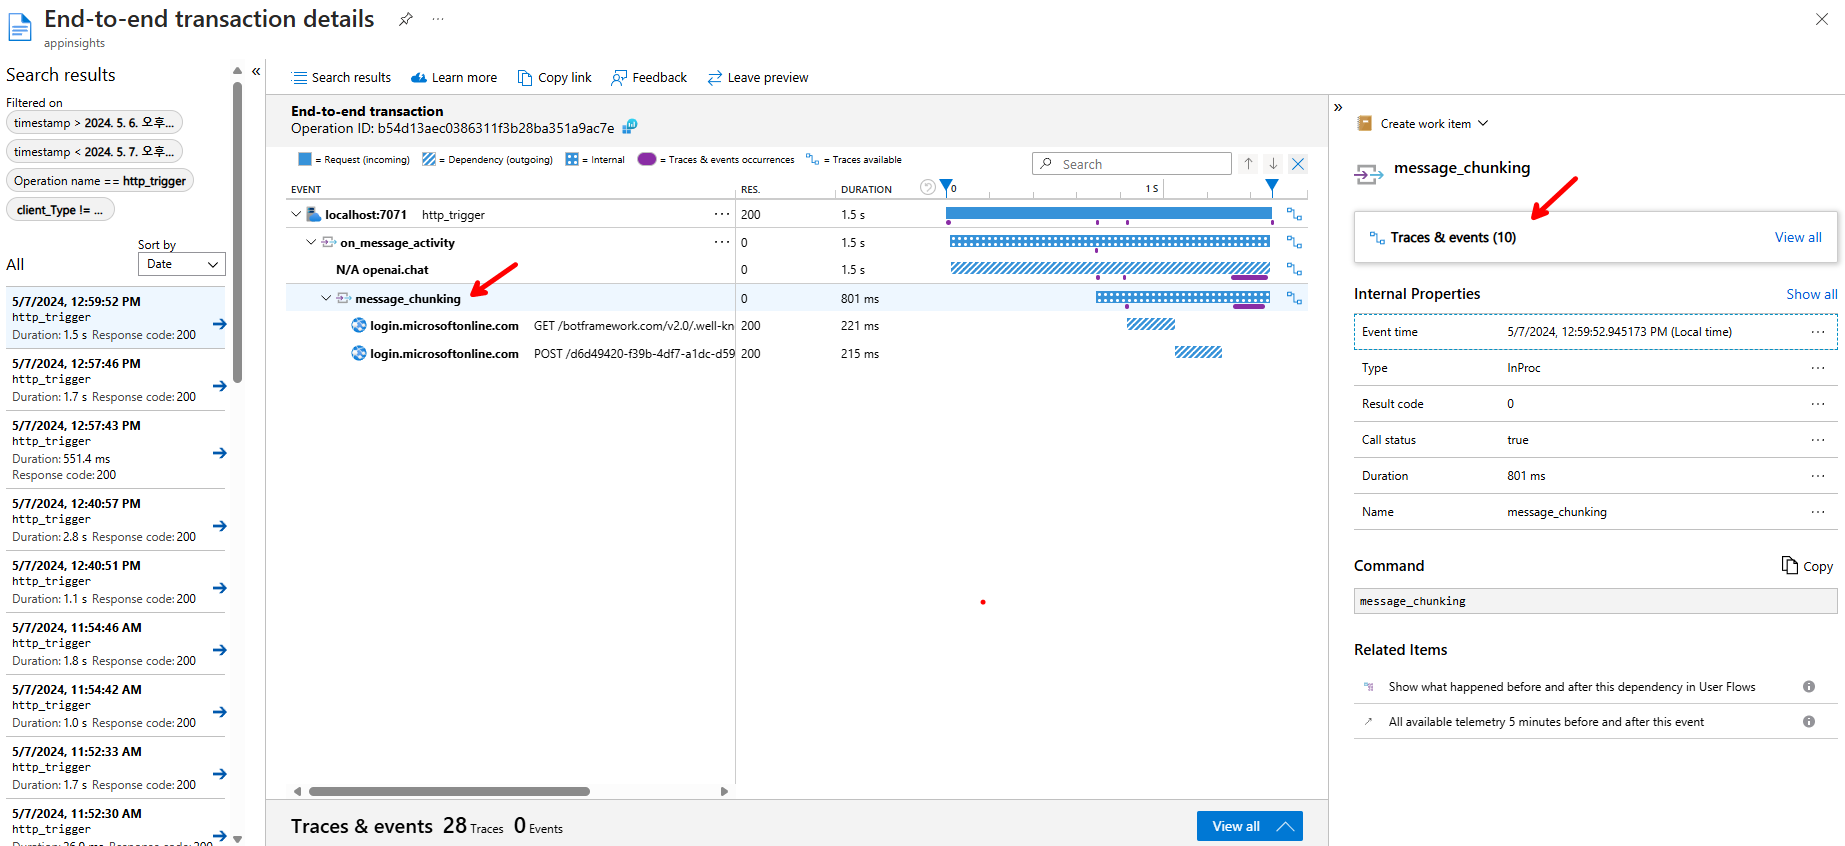 End-to-end transaction details ···
appinsights
Search results
Filtered on
timestamp > 2024. 5. 6. 오후...
timestamp < 2024. 5. 7. 오후...
Operation name == http_trigger
client_Type != ...
Sort by
All Date
5/7/2024, 12:59:52 PM
http_trigger
Duration: 1.5 s Response code: 200
5/7/2024, 12:57:46 PM
http_trigger
Duration: 1.7 s Response code: 200
5/7/2024, 12:57:43 PM
http_trigger
Duration: 551.4 ms
Response code: 200
5/7/2024, 12:40:57 PM
http_trigger
Duration: 2.8 s Response code: 200
5/7/2024, 12:40:51 PM
http_trigger
Duration: 1.1 s Response code: 200
5/7/2024, 11:54:46 AM
http_trigger
Duration: 1.8 s Response code: 200
5/7/2024, 11:54:42 AM
http_trigger
Duration: 1.0 s Response code: 200
5/7/2024, 11:52:33 AM
http_trigger
Duration: 1.7 s Response code: 200
5/7/2024, 11:52:30 AM
http_trigger
Duration: 26.9 ms Response code: 200
Search results Learn more Copy link Feedback Leave preview
End-to-end transaction
Operation ID: b54d13aec0386311f3b28ba351a9ac7e
= Request (incoming) = Dependency (outgoing) = Internal = Traces & events occurrences = Traces available
Search
EVENT RES. DURATION 0 1 S
localhost:7071 http_trigger ··· 200 1.5 s
on_message_activity ··· 0 1.5 s
N/A openai.chat 0 1.5 s
message_chunking 0 801 ms
login.microsoftonline.com GET /botframework.com/v2.0/.well-kn 200 221 ms
login.microsoftonline.com POST /d6d49420-f39b-4df7-a1dc-d59 200 215 ms
Traces & events 28 Traces 0 Events View all
Create work item
message_chunking
Traces & events (10) View all
Internal Properties Show all
Event time 5/7/2024, 12:59:52.945173 PM (Local time) ···
Type InProc ···
Result code 0 ···
Call status true ···
Duration 801 ms ···
Name message_chunking ···
Command Copy
message_chunking
Related Items
Show what happened before and after this dependency in User Flows
All available telemetry 5 minutes before and after this event